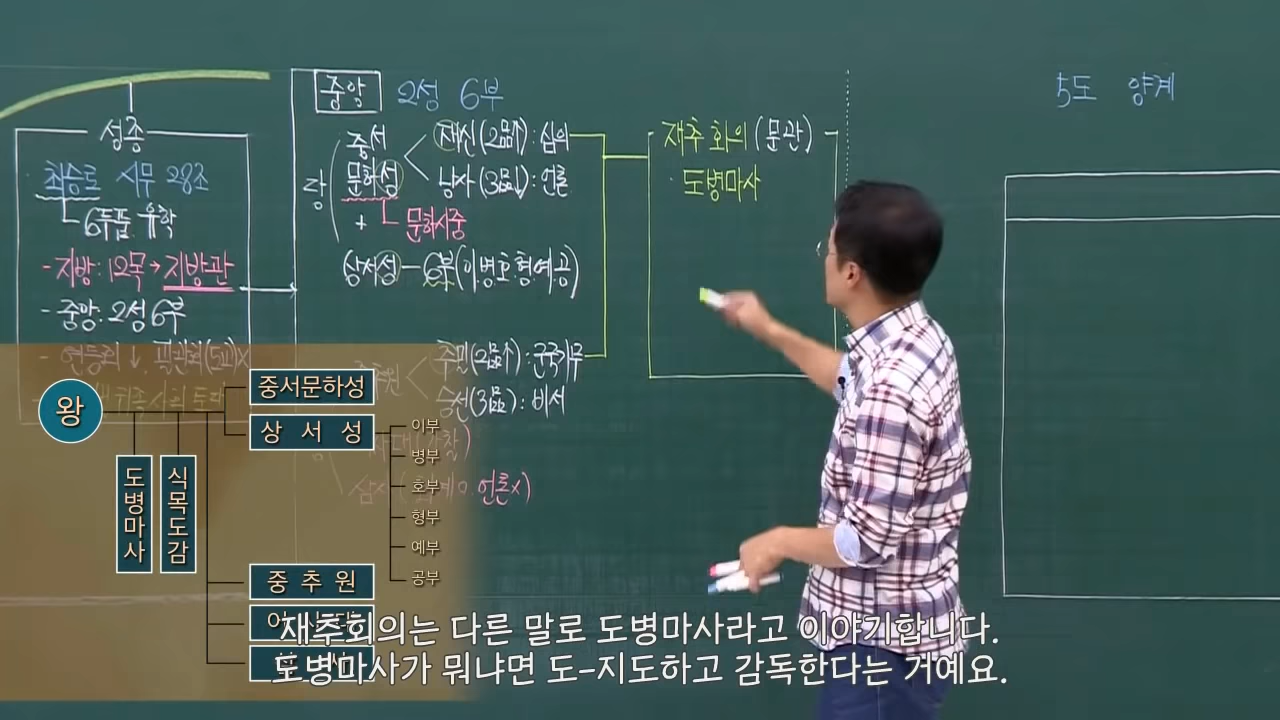 성종
최승로 시무 28조
6두품 유학
- 지방: 12목 → 지방관
- 중앙: 2성 6부
중앙 2성 6부
당
중서
문하성
재신(2품↑): 심의
낭사(3품↓): 언론
+ 문하시중
상서성 - 6부(이.병.호.형.예.공)
추밀(2품↑): 군국기무
승선(3품↓): 비서
언론x)
재추 회의 (문관)
· 도병마사
5도 양계
왕
중서문하성
상서성
이부
병부
호부
형부
예부
공부
도병마사
식목도감
중추원
재추회의는 다른 말로 도병마사라고 이야기합니다.
도병마사가 뭐냐면 도-지도하고 감독한다는 거예요.